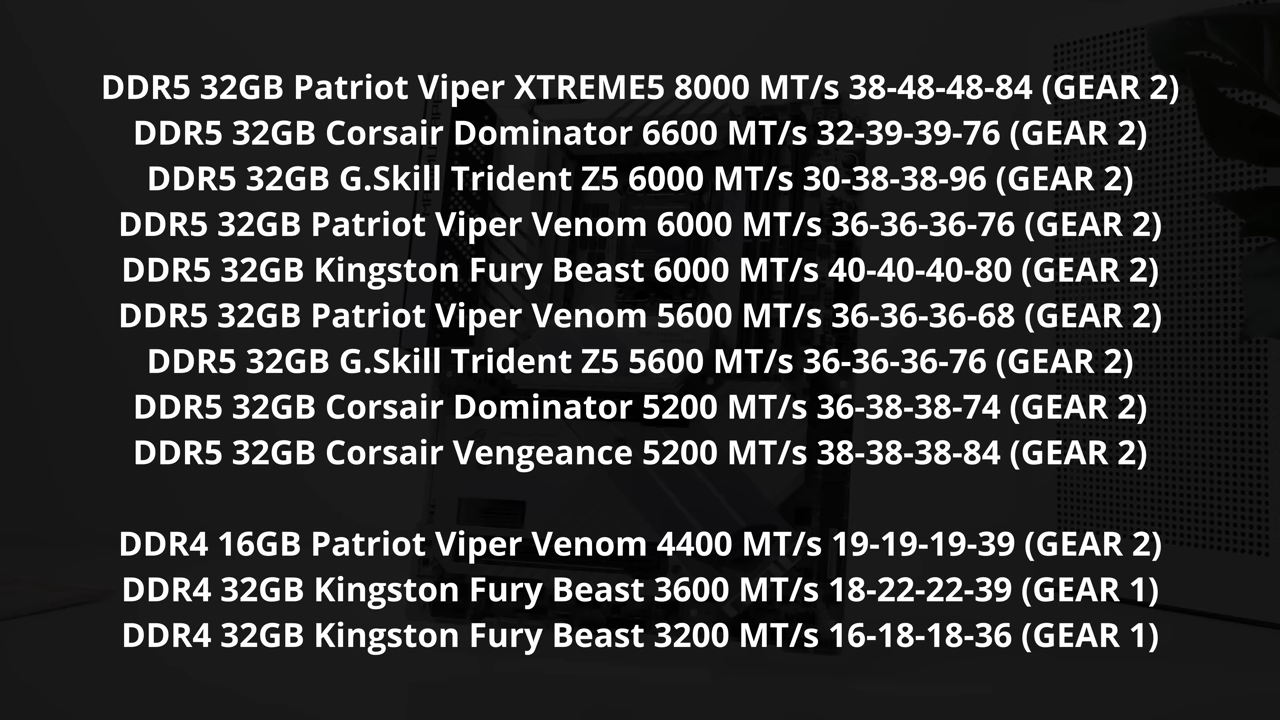 DDR5 32GB Patriot Viper XTREME5 8000 MT/s 38-48-48-84 (GEAR 2)
DDR5 32GB Corsair Dominator 6600 MT/s 32-39-39-76 (GEAR 2)
DDR5 32GB G.Skill Trident Z5 6000 MT/s 30-38-38-96 (GEAR 2)
DDR5 32GB Patriot Viper Venom 6000 MT/s 36-36-36-76 (GEAR 2)
DDR5 32GB Kingston Fury Beast 6000 MT/s 40-40-40-80 (GEAR 2)
DDR5 32GB Patriot Viper Venom 5600 MT/s 36-36-36-68 (GEAR 2)
DDR5 32GB G.Skill Trident Z5 5600 MT/s 36-36-36-76 (GEAR 2)
DDR5 32GB Corsair Dominator 5200 MT/s 36-38-38-74 (GEAR 2)
DDR5 32GB Corsair Vengeance 5200 MT/s 38-38-38-84 (GEAR 2)
DDR4 16GB Patriot Viper Venom 4400 MT/s 19-19-19-39 (GEAR 2)
DDR4 32GB Kingston Fury Beast 3600 MT/s 18-22-22-39 (GEAR 1)
DDR4 32GB Kingston Fury Beast 3200 MT/s 16-18-18-36 (GEAR 1)